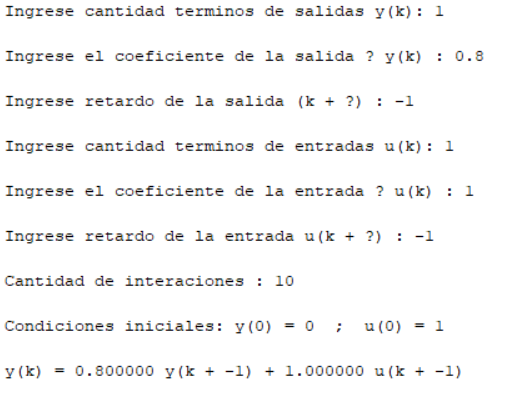 Ingrese cantidad terminos de salidas y(k): 1
Ingrese el coeficiente de la salida ? y(k) : 0.8
Ingrese retardo de la salida (k + ?) : -1
Ingrese cantidad terminos de entradas u(k): 1
Ingrese el coeficiente de la entrada ? u(k) : 1
Ingrese retardo de la entrada u(k + ?) : -1
Cantidad de interaciones : 10
Condiciones iniciales: y(0) = 0  ;  u(0) = 1
y(k) = 0.800000 y(k + -1) + 1.000000 u(k + -1)